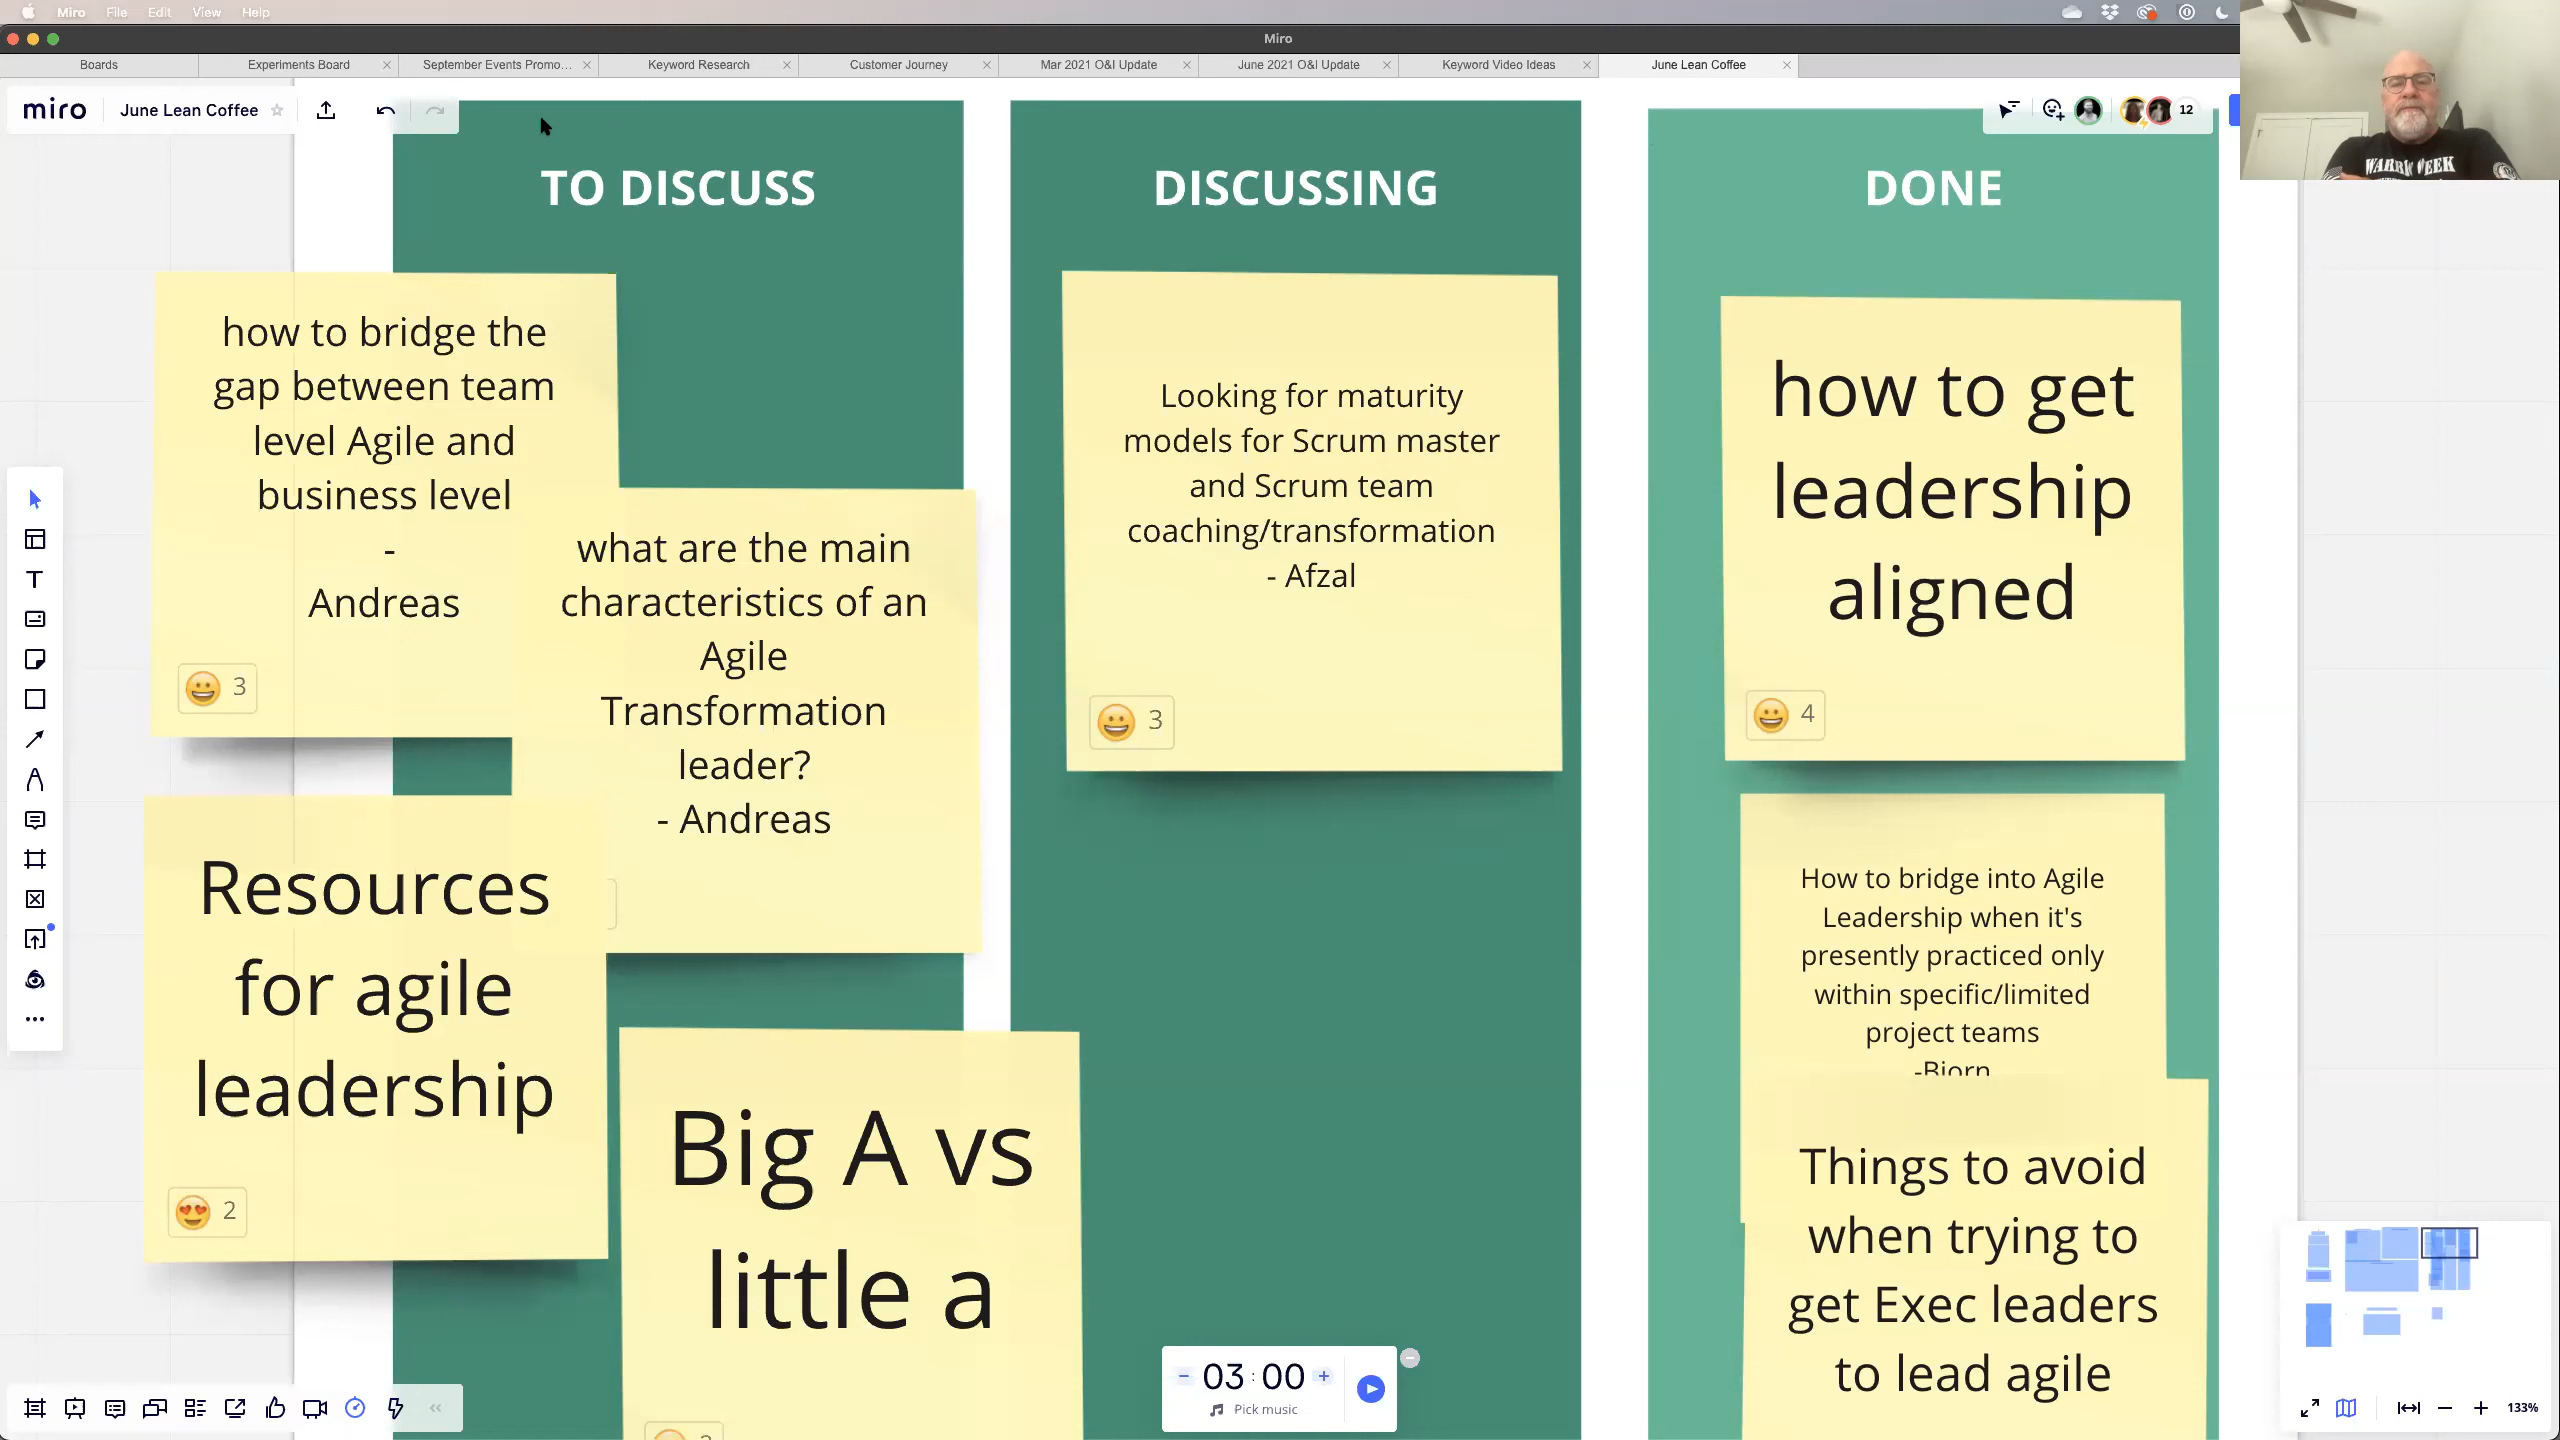 Miro File Edit View Help
Miro
Boards
Experiments Board
September Events Promo...
Keyword Research
Customer Journey
Mar 2021 O&I Update
June 2021 O&I Update
Keyword Video Ideas
June Lean Coffee
miro
June Lean Coffee
12
WARR
WEEK
TO DISCUSS
how to bridge the
gap between team
level Agile and
business level
-
Andreas
3
what are the main
characteristics of an
Agile
Transformation
leader?
- Andreas
Resources
for agile
leadership
2
Big A vs
little a
DISCUSSING
Looking for maturity
models for Scrum master
and Scrum team
coaching/transformation
- Afzal
3
DONE
how to get
leadership
aligned
4
How to bridge into Agile
Leadership when it's
presently practiced only
within specific/limited
project teams
-Bjorn
Things to avoid
when trying to
get Exec leaders
to lead agile
03 : 00
Pick music
133%